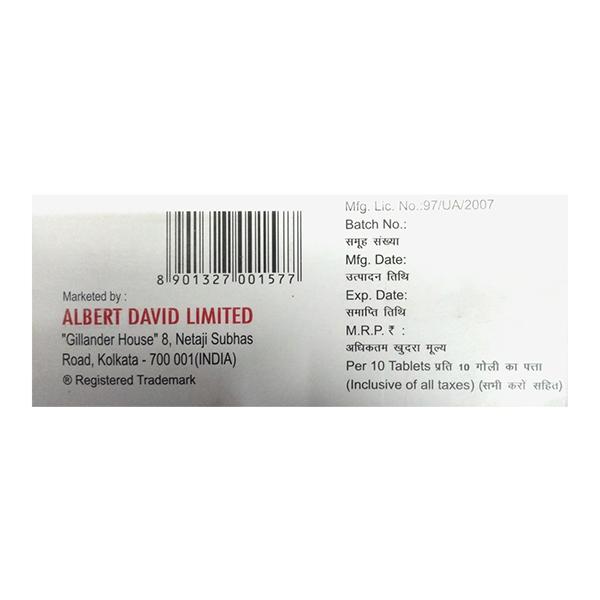 8 901327 001577
Marketed by :
ALBERT DAVID LIMITED
"Gillander House" 8, Netaji Subhas
Road, Kolkata - 700 001(INDIA)
® Registered Trademark
Mfg. Lic. No.:97/UA/2007
Batch No.:
समूह संख्या
Mfg. Date:
उत्पादन तिथि
Exp. Date:
समाप्ति तिथि
M.R.P. ₹ :
अधिकतम खुदरा मूल्य
Per 10 Tablets प्रति 10 गोली का पत्ता
(Inclusive of all taxes) (सभी करों सहित)